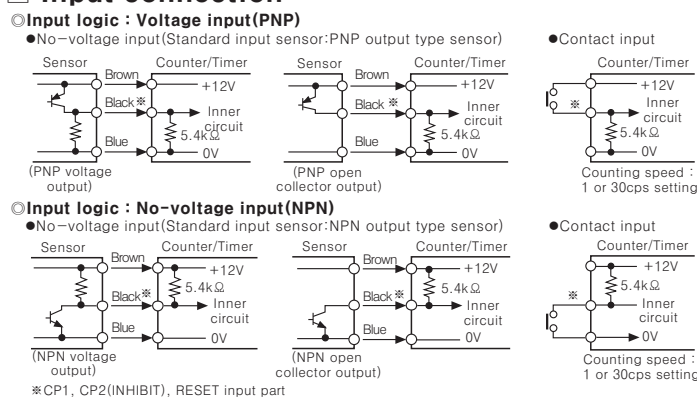 Input connection
◎Input logic : Voltage input(PNP)
●No-voltage input(Standard input sensor:PNP output type sensor)
●Contact input
Sensor
Counter/Timer
Brown
+12V
Black※
Inner
circuit
5.4kΩ
Blue
0V
(PNP voltage
output)
Sensor
Counter/Timer
Brown
+12V
Black※
Inner
circuit
5.4kΩ
Blue
0V
(PNP open
collector output)
Counter/Timer
+12V
※
Inner
circuit
5.4kΩ
0V
Counting speed :
1 or 30cps setting
◎Input logic : No-voltage input(NPN)
●No-voltage input(Standard input sensor:NPN output type sensor)
●Contact input
Sensor
Counter/Timer
Brown
+12V
5.4kΩ
Black※
Inner
circuit
Blue
0V
(NPN voltage
output)
Sensor
Counter/Timer
Brown
+12V
5.4kΩ
Black※
Inner
circuit
Blue
0V
(NPN open
collector output)
Counter/Timer
+12V
5.4kΩ
※
Inner
circuit
0V
Counting speed :
1 or 30cps setting
※CP1, CP2(INHIBIT), RESET input part